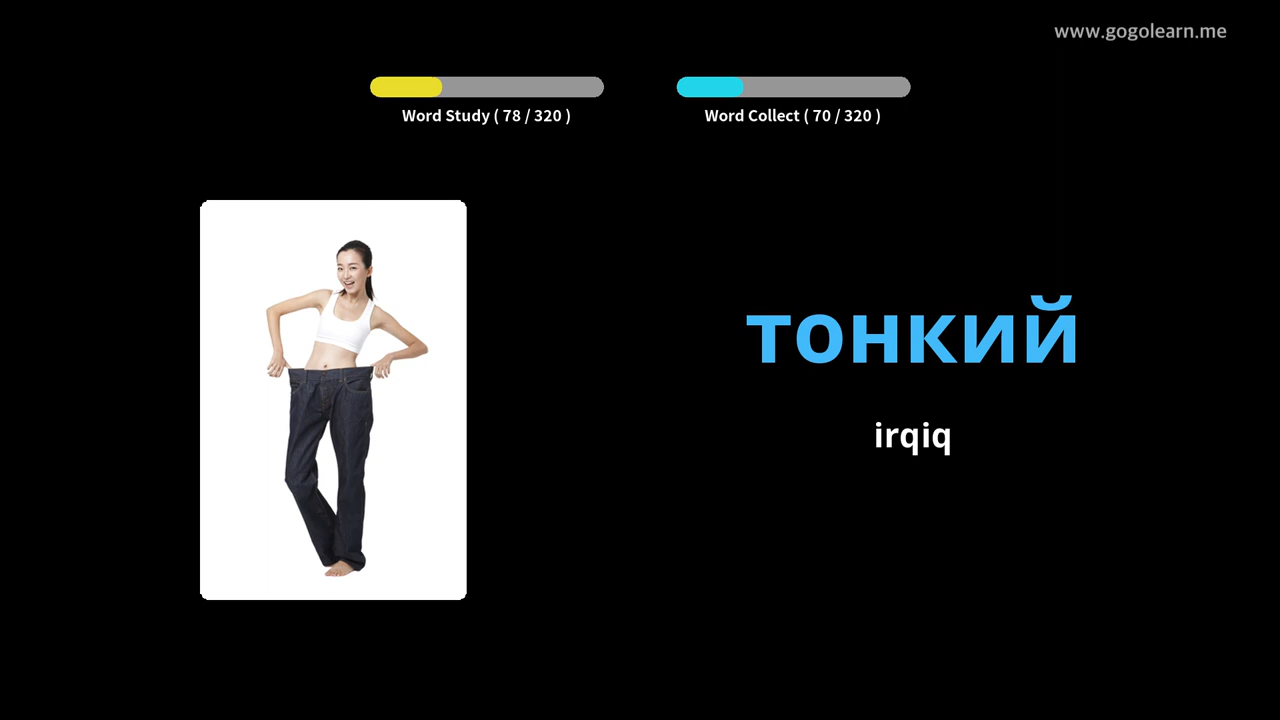 www.gogolearn.me
Word Study ( 78 / 320 )
Word Collect ( 70 / 320 )
тонкий
irqiq